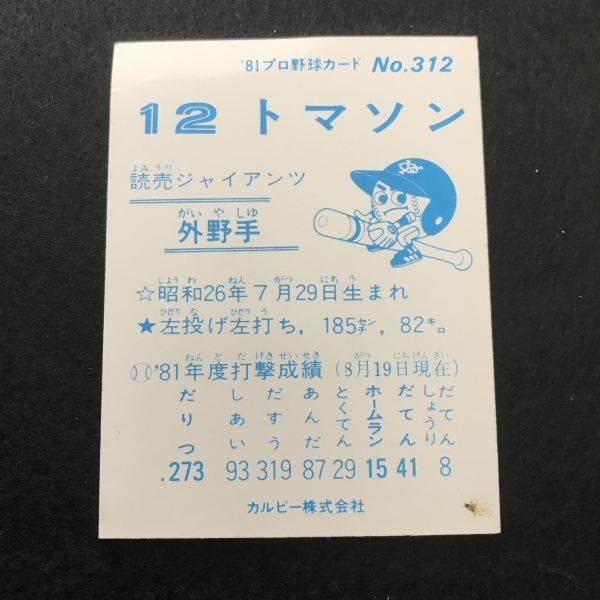 '81プロ野球カード No.312
12 トマソン
よみうり
読売ジャイアンツ
がいやしゅ
外野手
しょうわ ねん がつ にちう
☆昭和26年7月29日生まれ
ひだりな ひだりう
★左投げ左打ち，185センチ，82キロ
ねんどだげきせいせき がつ にちげんざい
'81年度打撃成績（8月19日現在）
だりつ しあい だすう あんだ とくてん ホームラン だてん しょうりだてん
.273 93 319 87 29 15 41 8
カルビー株式会社